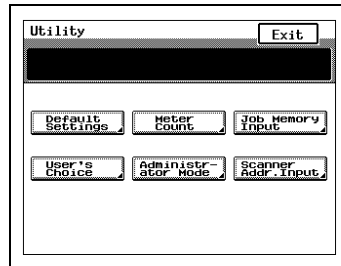 Utility
Exit
Default Settings
Meter Count
Job Memory Input
User's Choice
Administr-
ator Mode
Scanner
Addr.Input